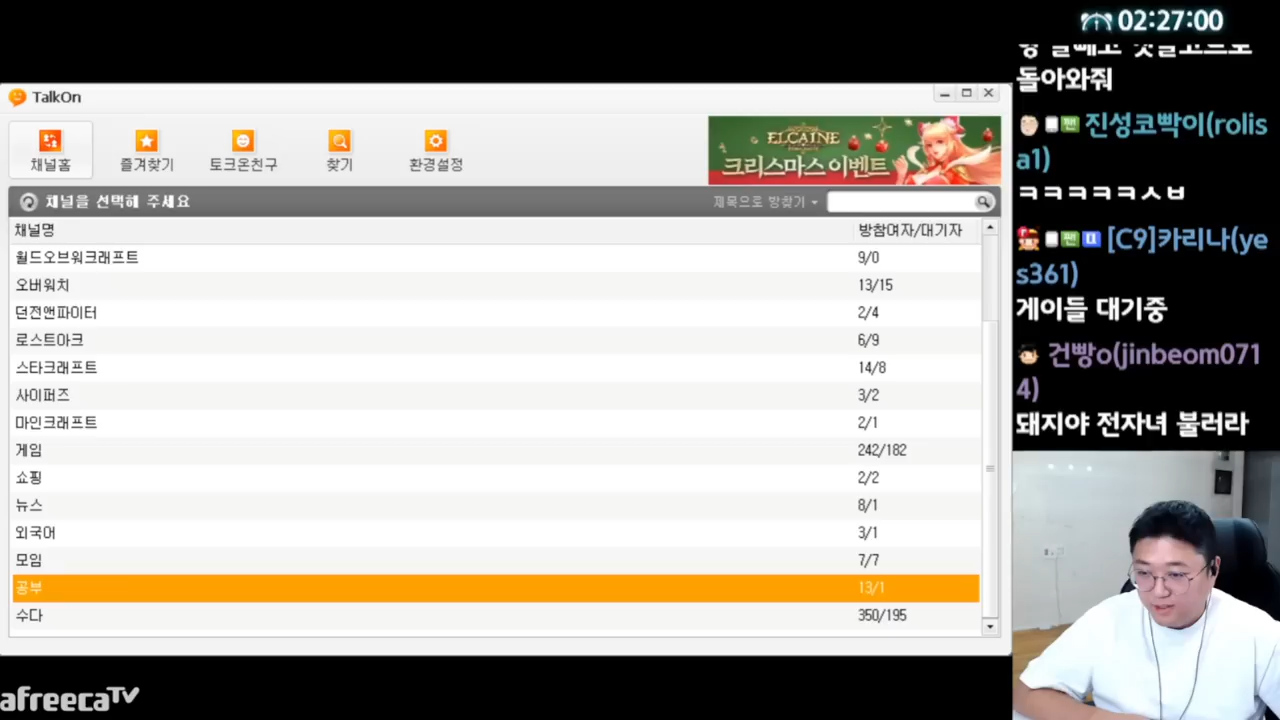 02:27:00
돌아와줘
진성코빡이(rolis
a1)
ㅋㅋㅋㅋㅋㅅㅂ
[C9]카리나(ye
s361)
게이들 대기중
건빵o(jinbeom071
4)
돼지야 전자녀 불러라
TalkOn
채널홈
즐겨찾기
토크온친구
찾기
환경설정
ELCAINE
크리스마스 이벤트
채널을 선택해 주세요
제목으로 방찾기
채널명 방참여자/대기자
월드오브워크래프트 9/0
오버워치 13/15
던전앤파이터 2/4
로스트아크 6/9
스타크래프트 14/8
사이퍼즈 3/2
마인크래프트 2/1
게임 242/182
쇼핑 2/2
뉴스 8/1
외국어 3/1
모임 7/7
공부 13/1
수다 350/195
afreecaTV